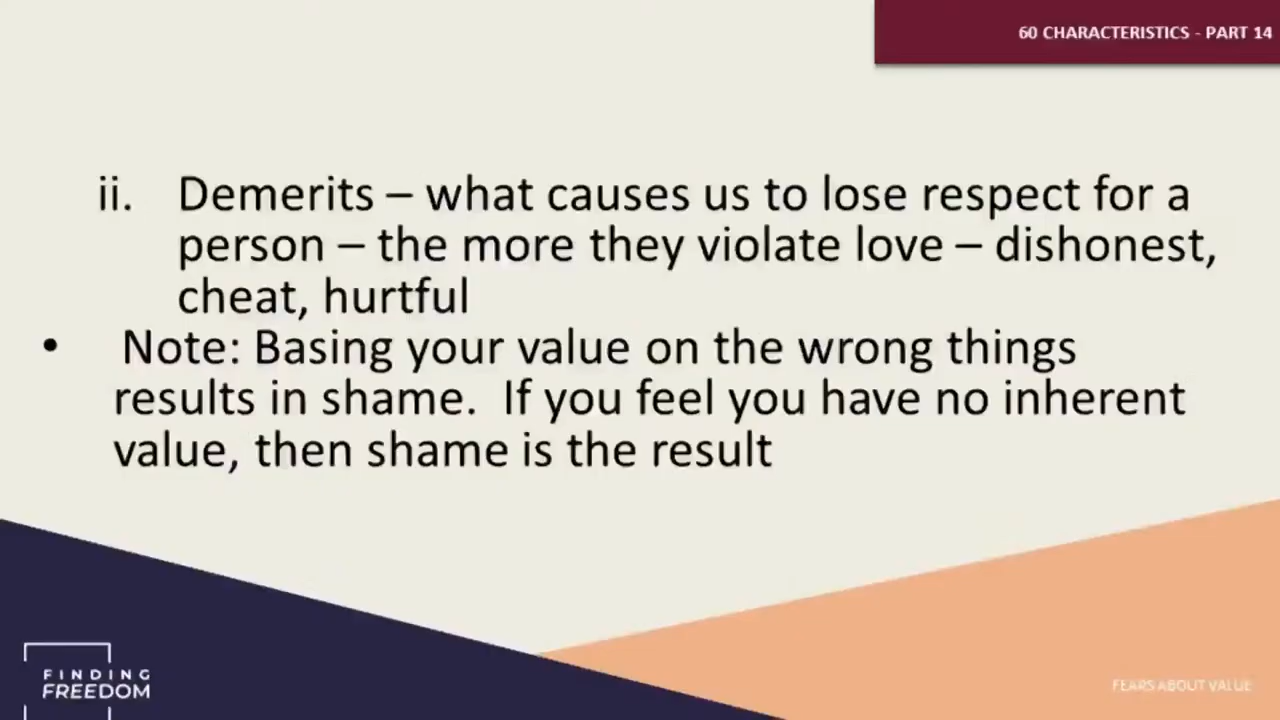 60 CHARACTERISTICS - PART 14
ii. Demerits – what causes us to lose respect for a
person – the more they violate love – dishonest,
cheat, hurtful
• Note: Basing your value on the wrong things
results in shame. If you feel you have no inherent
value, then shame is the result
FINDING
FREEDOM
FEARS ABOUT VALUE